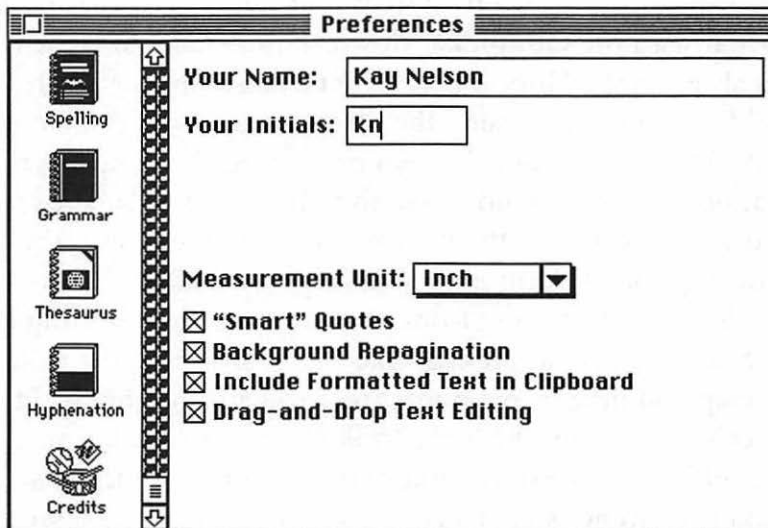 Preferences
Spelling
Grammar
Thesaurus
Hyphenation
Credits
Your Name: Kay Nelson
Your Initials: kn
Measurement Unit: Inch
“Smart” Quotes
Background Repagination
Include Formatted Text in Clipboard
Drag-and-Drop Text Editing